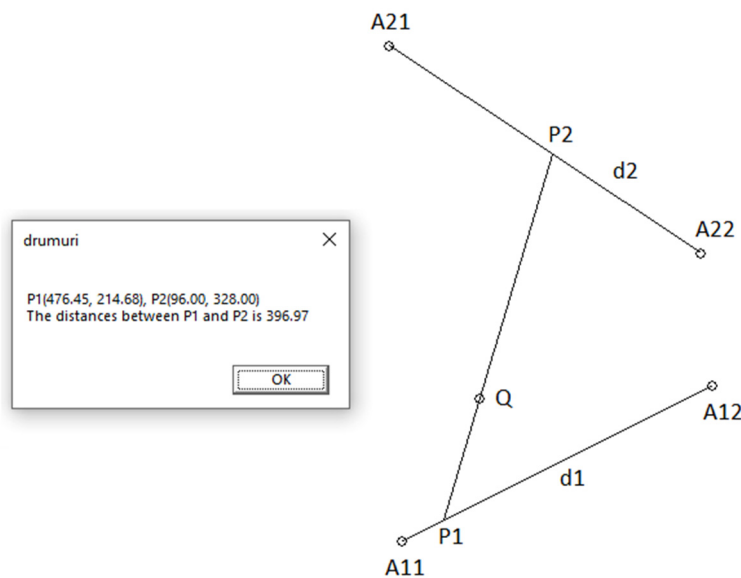 drumuri
P1(476.45, 214.68), P2(96.00, 328.00)
The distances between P1 and P2 is 396.97
OK
A21
P2
d2
A22
Q
A12
d1
P1
A11